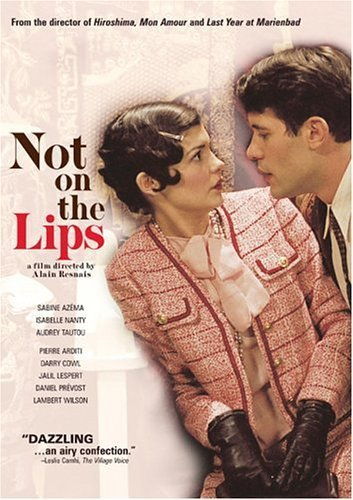 From the director of Hiroshima, Mon Amour and Last Year at Marienbad
Not
on
the
Lips
a film directed by
Alain Resnais
SABINE AZÉMA
ISABELLE NANTY
AUDREY TAUTOU
PIERRE ARDITI
DARRY COWL
JALIL LESPERT
DANIEL PRÉVOST
LAMBERT WILSON
"DAZZLING
...an airy confection."
–Leslie Camhi, The Village Voice